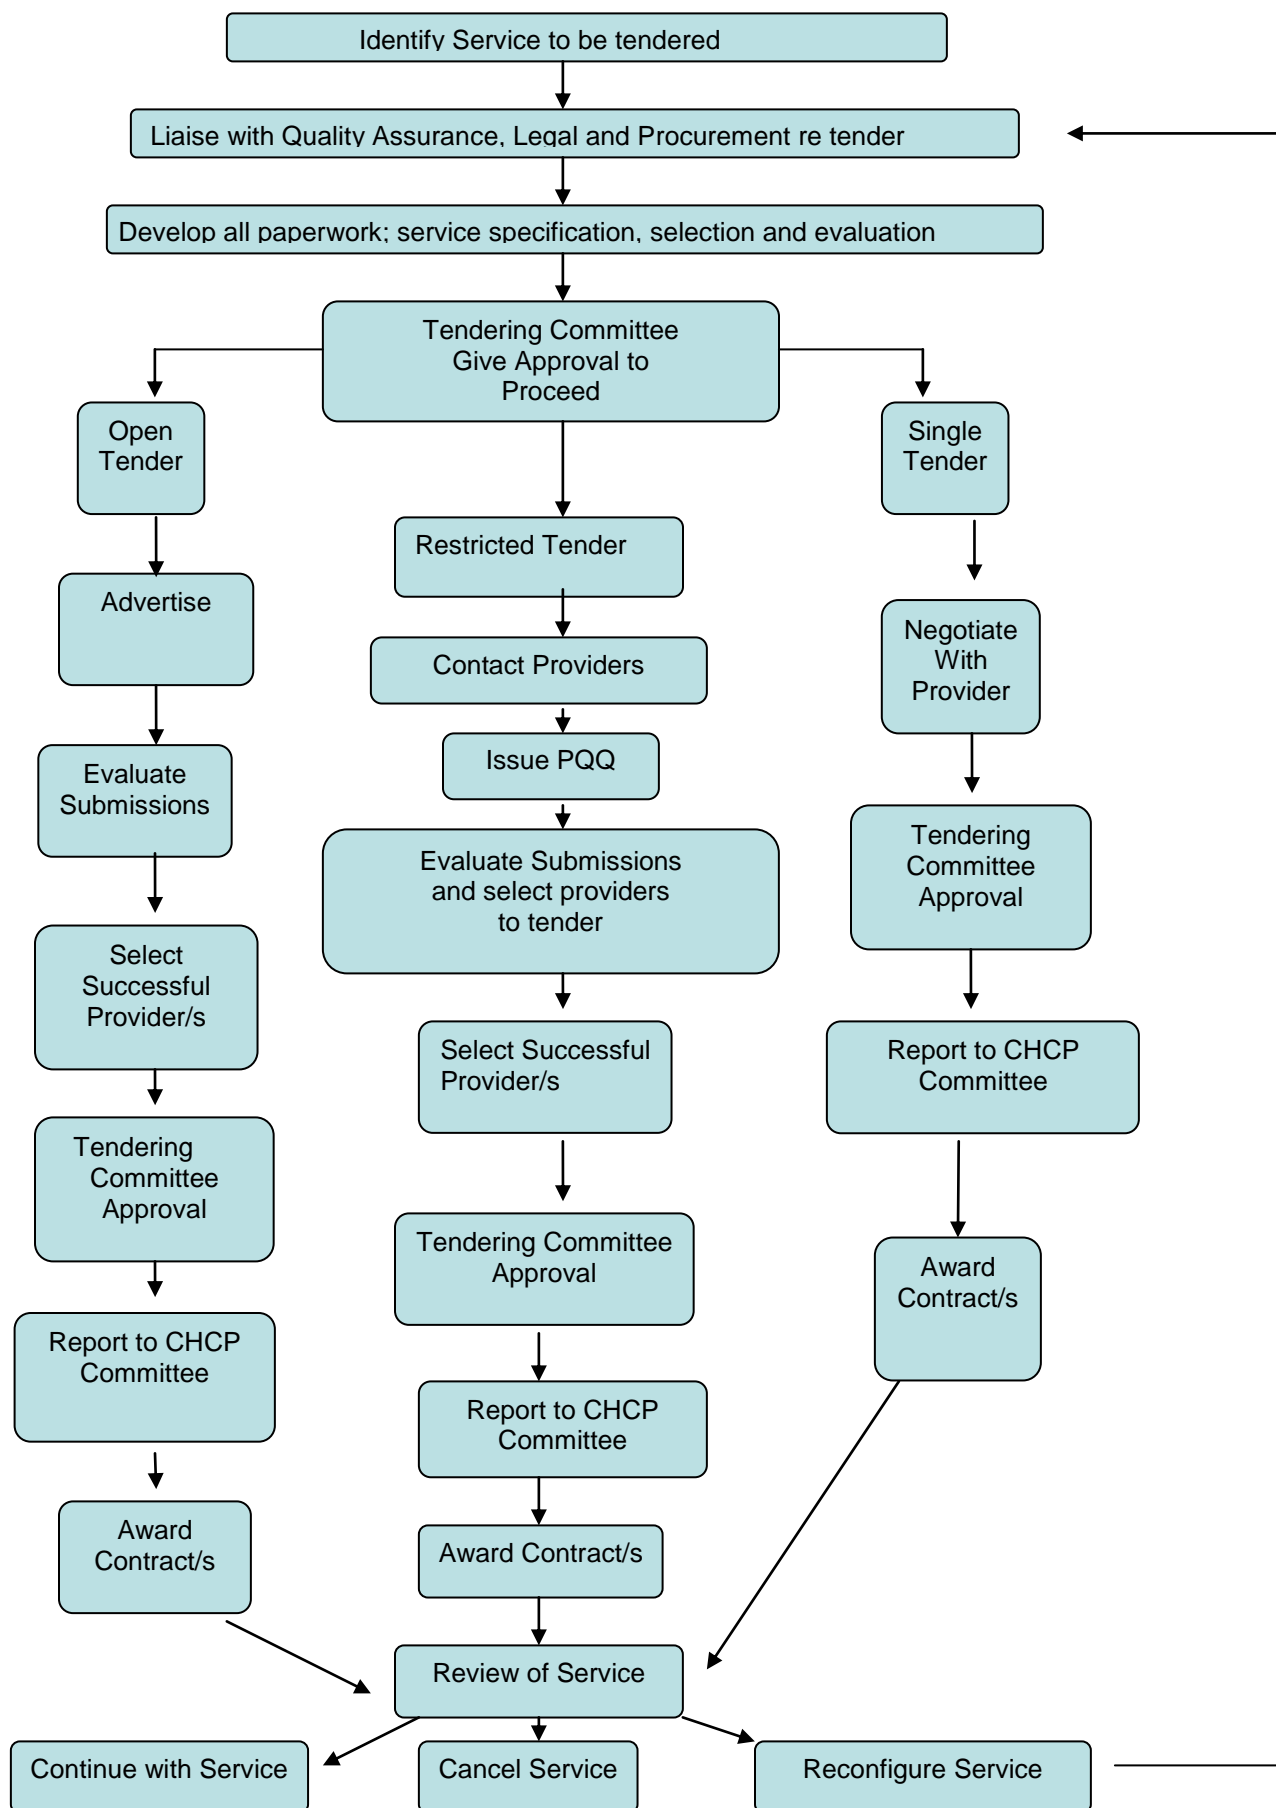 Identify Service to be tendered
Liaise with Quality Assurance, Legal and Procurement re tender
Develop all paperwork; service specification, selection and evaluation
Tendering Committee
Give Approval to
Proceed
Open
Tender
Advertise
Evaluate
Submissions
Select
Successful
Provider/s
Tendering
Committee
Approval
Report to CHCP
Committee
Award
Contract/s
Restricted Tender
Contact Providers
Issue PQQ
Evaluate Submissions
and select providers
to tender
Select Successful
Provider/s
Tendering Committee
Approval
Report to CHCP
Committee
Award Contract/s
Single
Tender
Negotiate
With
Provider
Tendering
Committee
Approval
Report to CHCP
Committee
Award
Contract/s
Review of Service
Continue with Service
Cancel Service
Reconfigure Service